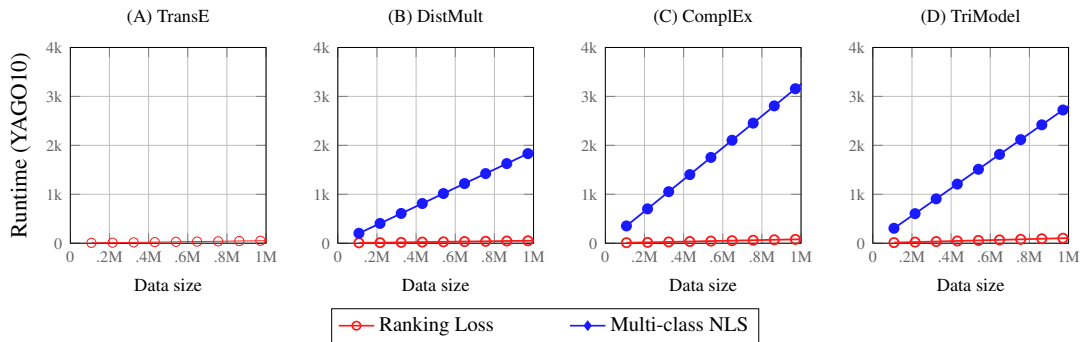 (A) TransE
(B) DistMult
(C) ComplEx
(D) TriModel
Runtime (YAGO10)
4k
3k
2k
1k
0
0 .2M .4M .6M .8M 1M
Data size
4k
3k
2k
1k
0
0 .2M .4M .6M .8M 1M
Data size
4k
3k
2k
1k
0
0 .2M .4M .6M .8M 1M
Data size
4k
3k
2k
1k
0
0 .2M .4M .6M .8M 1M
Data size
Ranking Loss
Multi-class NLS